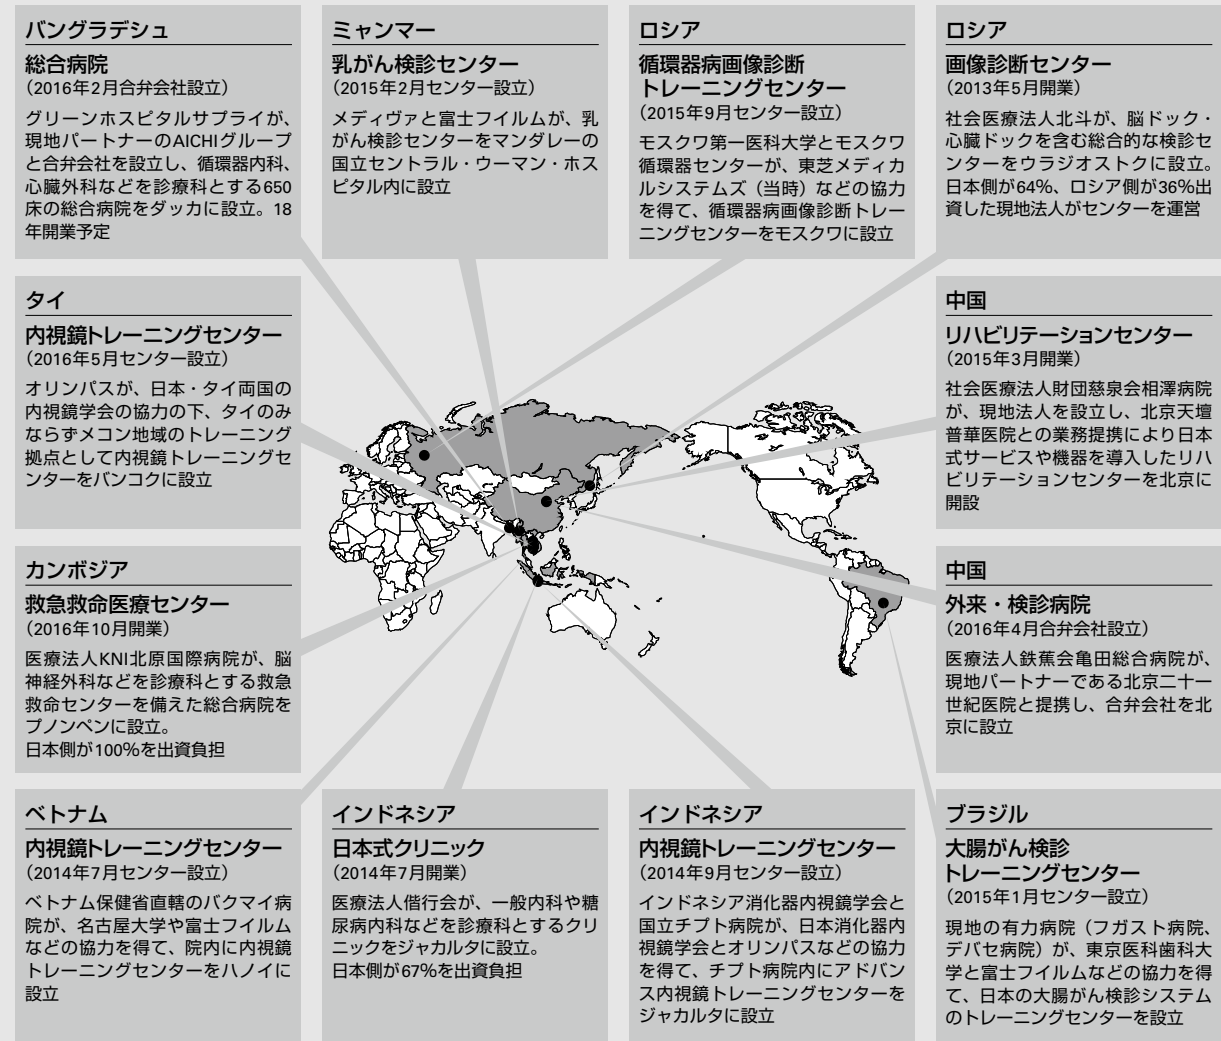 バングラデシュ
総合病院
（2016年2月合弁会社設立）
グリーンホスピタルサプライが、
現地パートナーのAICHIグループ
と合弁会社を設立し、循環器内科、
心臓外科などを診療科とする650
床の総合病院をダッカに設立。18
年開業予定
ミャンマー
乳がん検診センター
（2015年2月センター設立）
メディヴァと富士フイルムが、乳
がん検診センターをマンダレーの
国立セントラル・ウーマン・ホス
ピタル内に設立
ロシア
循環器病画像診断
トレーニングセンター
（2015年9月センター設立）
モスクワ第一医科大学とモスクワ
循環器センターが、東芝メディカ
ルシステムズ（当時）などの協力
を得て、循環器病画像診断トレー
ニングセンターをモスクワに設立
ロシア
画像診断センター
（2013年5月開業）
社会医療法人北斗が、脳ドック・
心臓ドックを含む総合的な検診セ
ンターをウラジオストクに設立。
日本側が64%、ロシア側が36%出
資した現地法人がセンターを運営
タイ
内視鏡トレーニングセンター
（2016年5月センター設立）
オリンパスが、日本・タイ両国の
内視鏡学会の協力の下、タイのみ
ならずメコン地域のトレーニング
拠点として内視鏡トレーニングセ
ンターをバンコクに設立
中国
リハビリテーションセンター
（2015年3月開業）
社会医療法人財団慈泉会相澤病院
が、現地法人を設立し、北京天壇
普華医院との業務提携により日本
式サービスや機器を導入したリハ
ビリテーションセンターを北京に
開設
カンボジア
救急救命医療センター
（2016年10月開業）
医療法人KNI北原国際病院が、脳
神経外科などを診療科とする救急
救命センターを備えた総合病院を
プノンペンに設立。
日本側が100%を出資負担
中国
外来・検診病院
（2016年4月合弁会社設立）
医療法人鉄蕉会亀田総合病院が、
現地パートナーである北京二十一
世紀医院と提携し、合弁会社を北
京に設立
ベトナム
内視鏡トレーニングセンター
（2014年7月センター設立）
ベトナム保健省直轄のバクマイ病
院が、名古屋大学や富士フイルム
などの協力を得て、院内に内視鏡
トレーニングセンターをハノイに
設立
インドネシア
日本式クリニック
（2014年7月開業）
医療法人偕行会が、一般内科や糖
尿病内科などを診療科とするクリ
ニックをジャカルタに設立。
日本側が67%を出資負担
インドネシア
内視鏡トレーニングセンター
（2014年9月センター設立）
インドネシア消化器内視鏡学会と
国立チプト病院が、日本消化器内
視鏡学会とオリンパスなどの協力
を得て、チプト病院内にアドバン
ス内視鏡トレーニングセンターを
ジャカルタに設立
ブラジル
大腸がん検診
トレーニングセンター
（2015年1月センター設立）
現地の有力病院（フガスト病院、
デバセ病院）が、東京医科歯科大
学と富士フイルムなどの協力を得
て、日本の大腸がん検診システム
のトレーニングセンターを設立